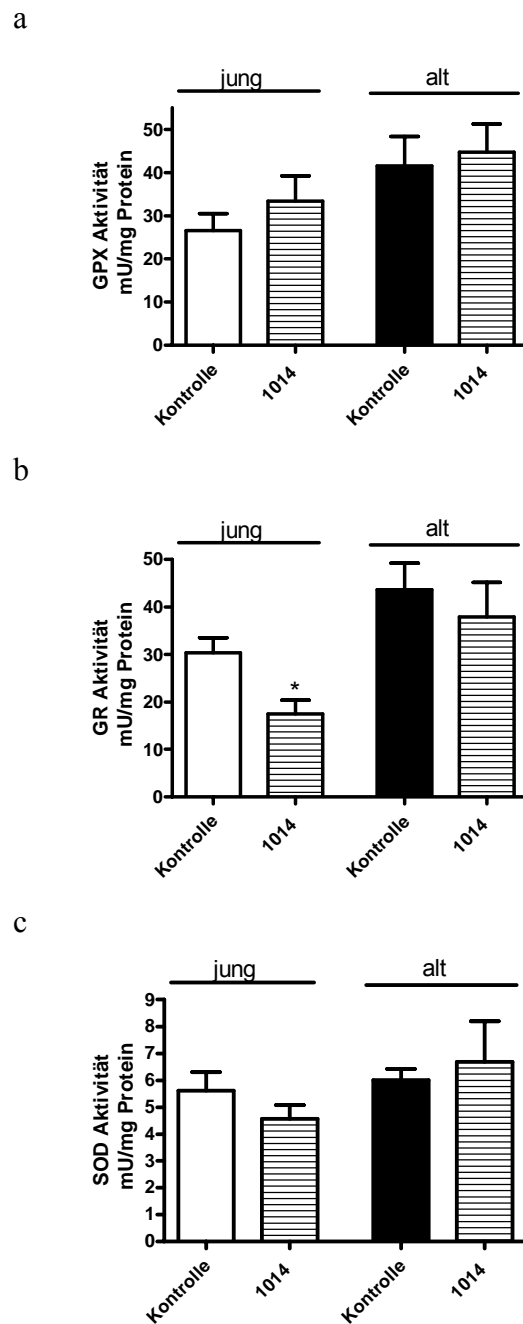 a
jung alt
GPX Aktivität
mU/mg Protein
50
40
30
20
10
0
Kontrolle 1014 Kontrolle 1014
b
jung alt
GR Aktivität
mU/mg Protein
50
40
30
20
10
0
*
Kontrolle 1014 Kontrolle 1014
c
jung alt
SOD Aktivität
mU/mg Protein
9
8
7
6
5
4
3
2
1
0
Kontrolle 1014 Kontrolle 1014